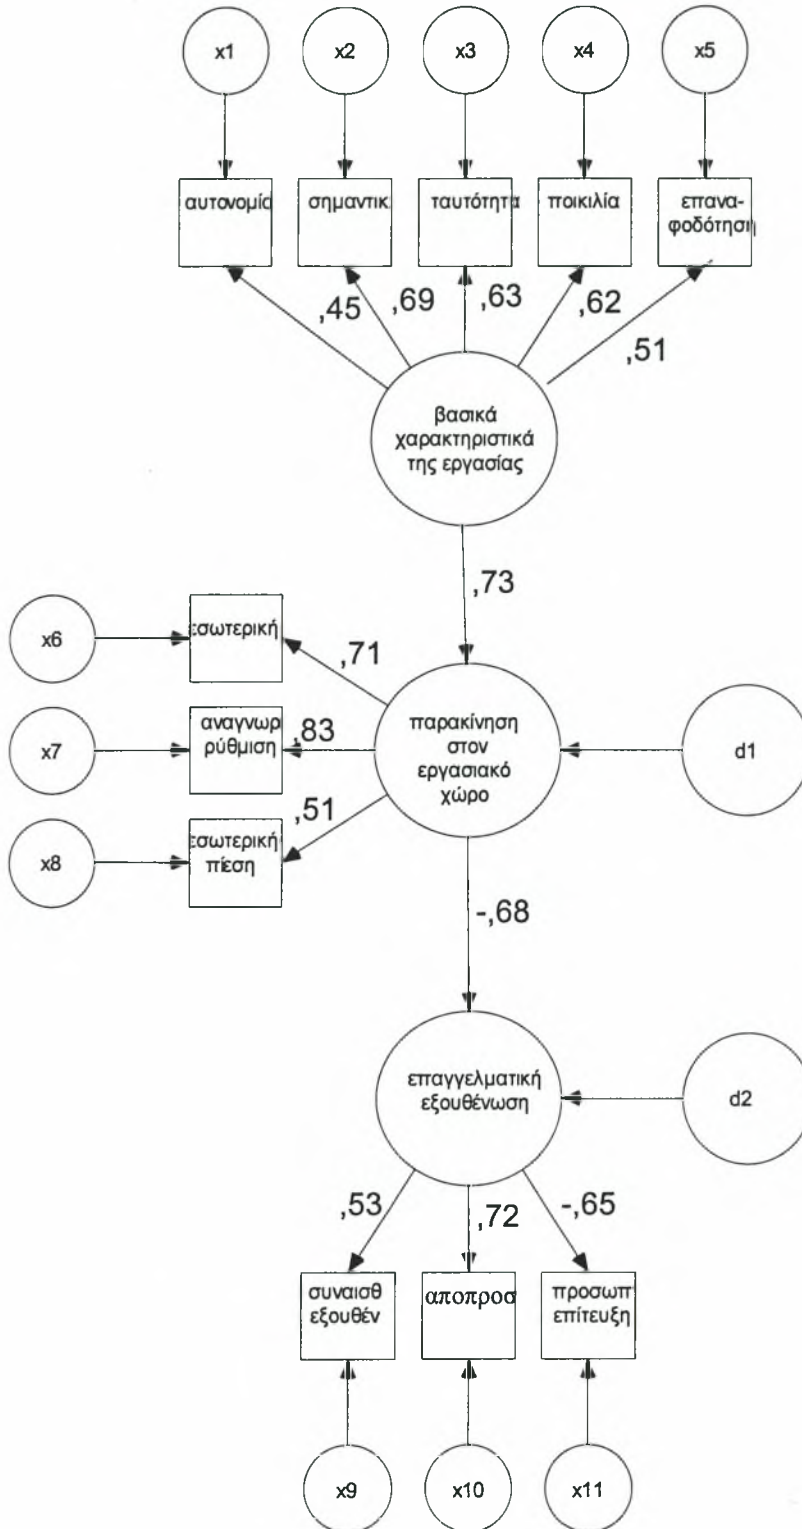 x1
x2
x3
x4
x5
αυτονομία
σημαντικ
ταυτότητα
ποικιλία
επανα-
φοδότηση
,45
,69
,63
,62
,51
βασικά
χαρακτηριστικά
της εργασίας
,73
x6
εσωτερική
,71
x7
αναγνωρ
ρύθμιση
,83
παρακίνηση
στον
εργασιακό
χώρο
d1
x8
εσωτερική
πίεση
,51
-,68
επαγγελματική
εξουθένωση
d2
,53
,72
-,65
συναισθ
εξουθέν
αποπροσ
προσωπ
επίτευξη
x9
x10
x11